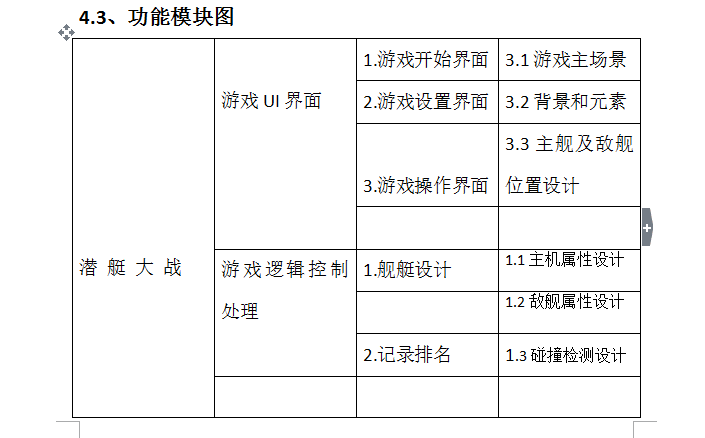 4.3、功能模块图
1.游戏开始界面
3.1 游戏主场景
游戏 UI 界面
2.游戏设置界面
3.2 背景和元素
3.游戏操作界面
3.3 主舰及敌舰
位置设计
潜艇大战
游戏逻辑控制
处理
1.舰艇设计
1.1 主机属性设计
1.2 敌舰属性设计
2.记录排名
1.3 碰撞检测设计